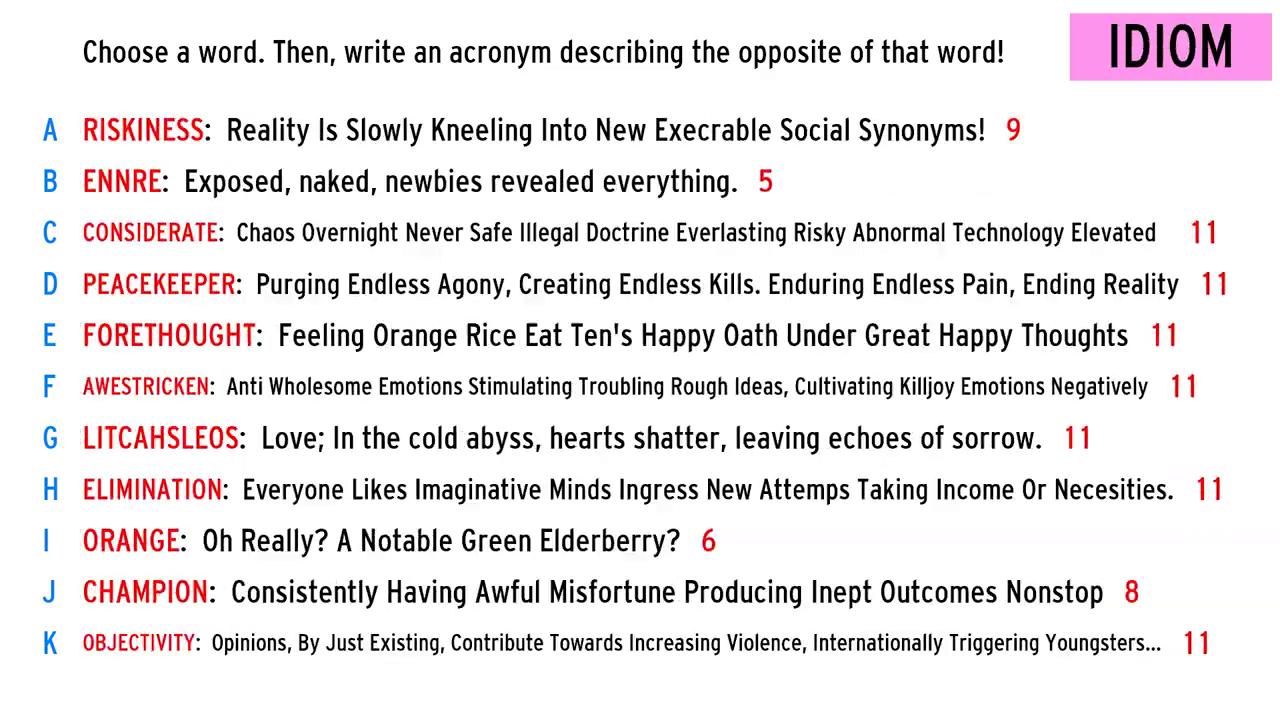 Choose a word. Then, write an acronym describing the opposite of that word!
IDIOM
A RISKINESS: Reality Is Slowly Kneeling Into New Execrable Social Synonyms! 9
B ENNRE: Exposed, naked, newbies revealed everything. 5
C CONSIDERATE: Chaos Overnight Never Safe Illegal Doctrine Everlasting Risky Abnormal Technology Elevated 11
D PEACEKEEPER: Purging Endless Agony, Creating Endless Kills. Enduring Endless Pain, Ending Reality 11
E FORETHOUGHT: Feeling Orange Rice Eat Ten's Happy Oath Under Great Happy Thoughts 11
F AWESTRICKEN: Anti Wholesome Emotions Stimulating Troubling Rough Ideas, Cultivating Killjoy Emotions Negatively 11
G LITCAHSLEOS: Love; In the cold abyss, hearts shatter, leaving echoes of sorrow. 11
H ELIMINATION: Everyone Likes Imaginative Minds Ingress New Attemps Taking Income Or Necesities. 11
I ORANGE: Oh Really? A Notable Green Elderberry? 6
J CHAMPION: Consistently Having Awful Misfortune Producing Inept Outcomes Nonstop 8
K OBJECTIVITY: Opinions, By Just Existing, Contribute Towards Increasing Violence, Internationally Triggering Youngsters... 11